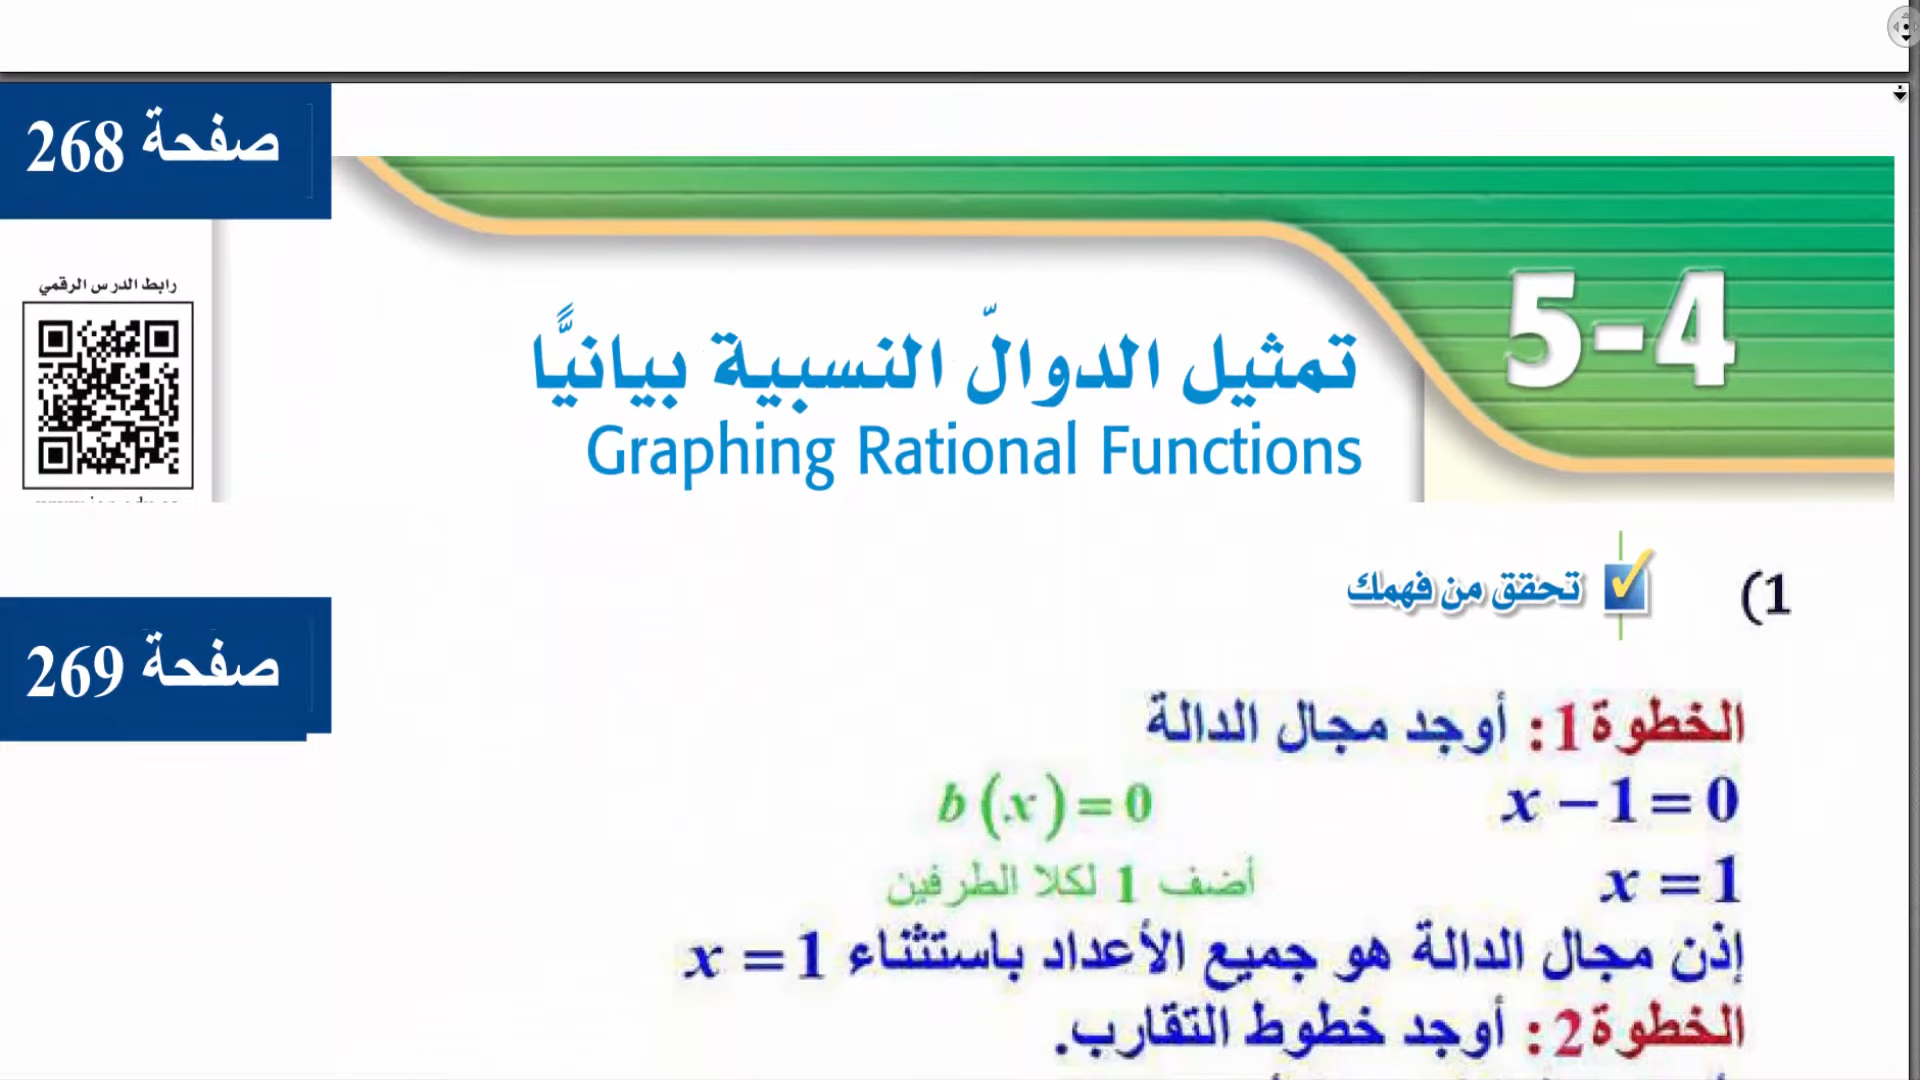 صفحة 268
5-4
رابط الدرس الرقمي
تمثيل الدوالّ النسبية بيانيًّا
Graphing Rational Functions
(1 تحقق من فهمك
صفحة 269
الخطوة 1: أوجد مجال الدالة
x − 1 = 0 b(x) = 0
x = 1 أضف 1 لكلا الطرفين
إذن مجال الدالة هو جميع الأعداد باستثناء x = 1
الخطوة 2: أوجد خطوط التقارب.